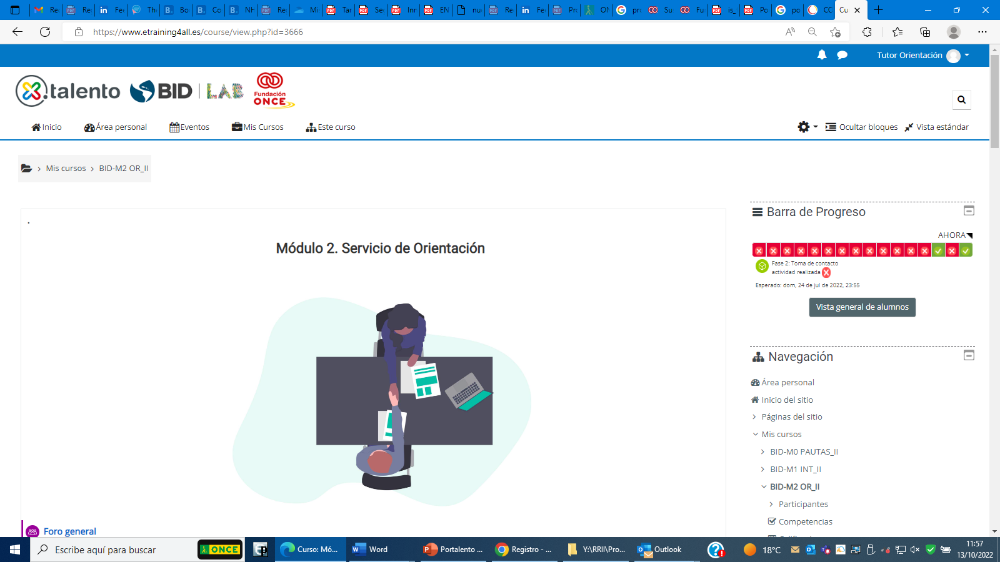 Re
Re
Fee
Th
Bo
Co
NH
Re
Mi
Tar
Se
Inr
EN
nu
Re
Fee
Pro
ON
pro
Su
Fu
is_
Po
po
CC
Cu
https://www.etraining4all.es/course/view.php?id=3666
Tutor Orientación
.talento BID LAB Fundación ONCE
Inicio Área personal Eventos Mis Cursos Este curso
Ocultar bloques Vista estándar
Mis cursos BID-M2 OR_II
.
Módulo 2. Servicio de Orientación
Foro general
Barra de Progreso
AHORA
Fase 2: Toma de contacto
actividad realizada
Esperado: dom, 24 de jul de 2022, 23:55
Vista general de alumnos
Navegación
Área personal
Inicio del sitio
Páginas del sitio
Mis cursos
BID-M0 PAUTAS_II
BID-M1 INT_II
BID-M2 OR_II
Participantes
Competencias
Escribe aquí para buscar
ONCE
Curso: Mó...
Word
Portalento ...
Registro - ...
Y:\RRII\Pro...
Outlook
18°C
11:57
13/10/2022